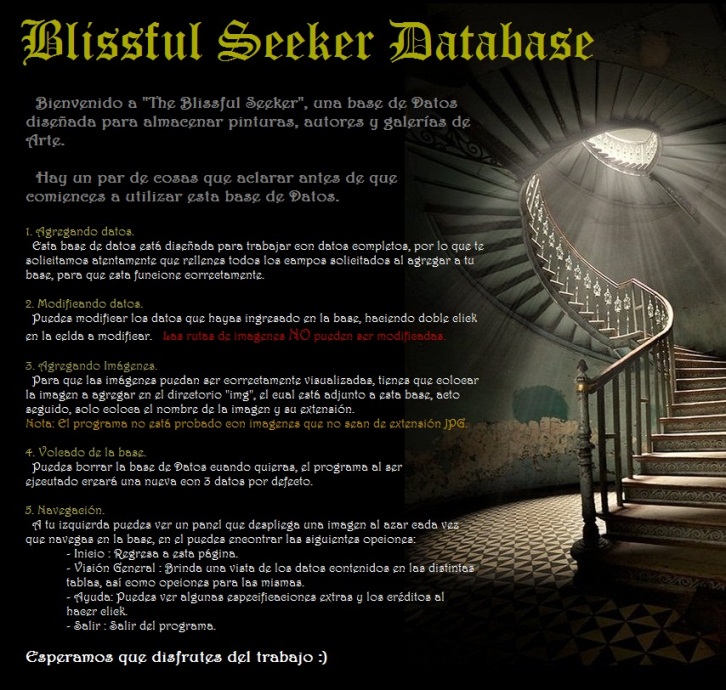 Blissful Seeker Database
Bienvenido a "The Blissful Seeker", una base de Datos
diseñada para almacenar pinturas, autores y galerías de
Arte.
Hay un par de cosas que aclarar antes de que
comiences a utilizar esta base de Datos.
1. Agregando datos.
Esta base de datos está diseñada para trabajar con datos completos, por lo que te
solicitamos atentamente que rellenes todos los campos solicitados al agregar a tu
base, para que esta funcione correctamente.
2. Modificando datos.
Puedes modificar los datos que hayas ingresado en la base, haciendo doble click
en la celda a modificar. Las rutas de imagenes NO pueden ser modificadas.
3. Agregando Imágenes.
Para que las imágenes puedan ser correctamente visualizadas, tienes que colocar
la imagen a agregar en el directorio "img", el cual está adjunto a esta base, acto
seguido, solo coloca el nombre de la imagen y su extensión.
Nota: El programa no está probado con imagenes que no sean de extensión JPG.
4. Volcado de la base.
Puedes borrar la base de Datos cuando quieras, el programa al ser
ejecutado creará una nueva con 3 datos por defecto.
5. Navegación.
A tu izquierda puedes ver un panel que despliega una imagen al azar cada vez
que navegas en la base, en el puedes encontrar las siguientes opciones:
- Inicio : Regresa a esta página.
- Visión General : Brinda una vista de los datos contenidos en las distintas
tablas, así como opciones para las mismas.
- Ayuda: Puedes ver algunas especificaciones extras y los créditos al
hacer click.
- Salir : Salir del programa.
Esperamos que disfrutes del trabajo :)